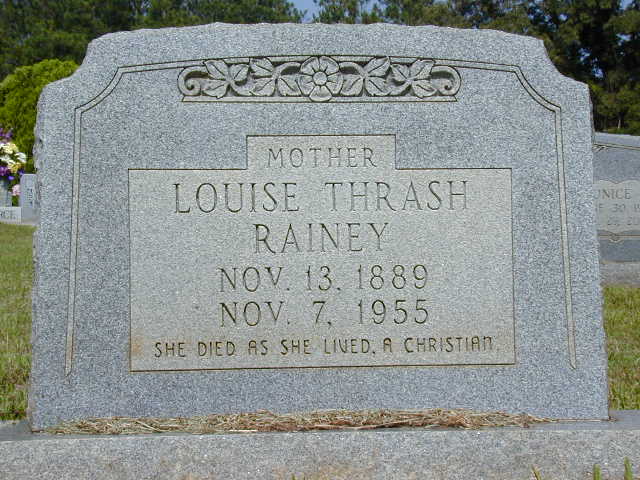 MOTHER
LOUISE THRASH
RAINEY
NOV. 13, 1889
NOV. 7, 1955
SHE DIED AS SHE LIVED, A CHRISTIAN.